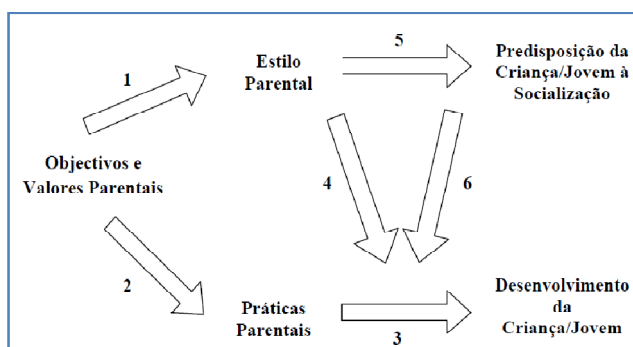 5
Estilo
Parental
Predisposição da
Criança/Jovem à
Socialização
1
Objectivos e
Valores Parentais
4
6
2
Práticas
Parentais
3
Desenvolvimento
da
Criança/Jovem